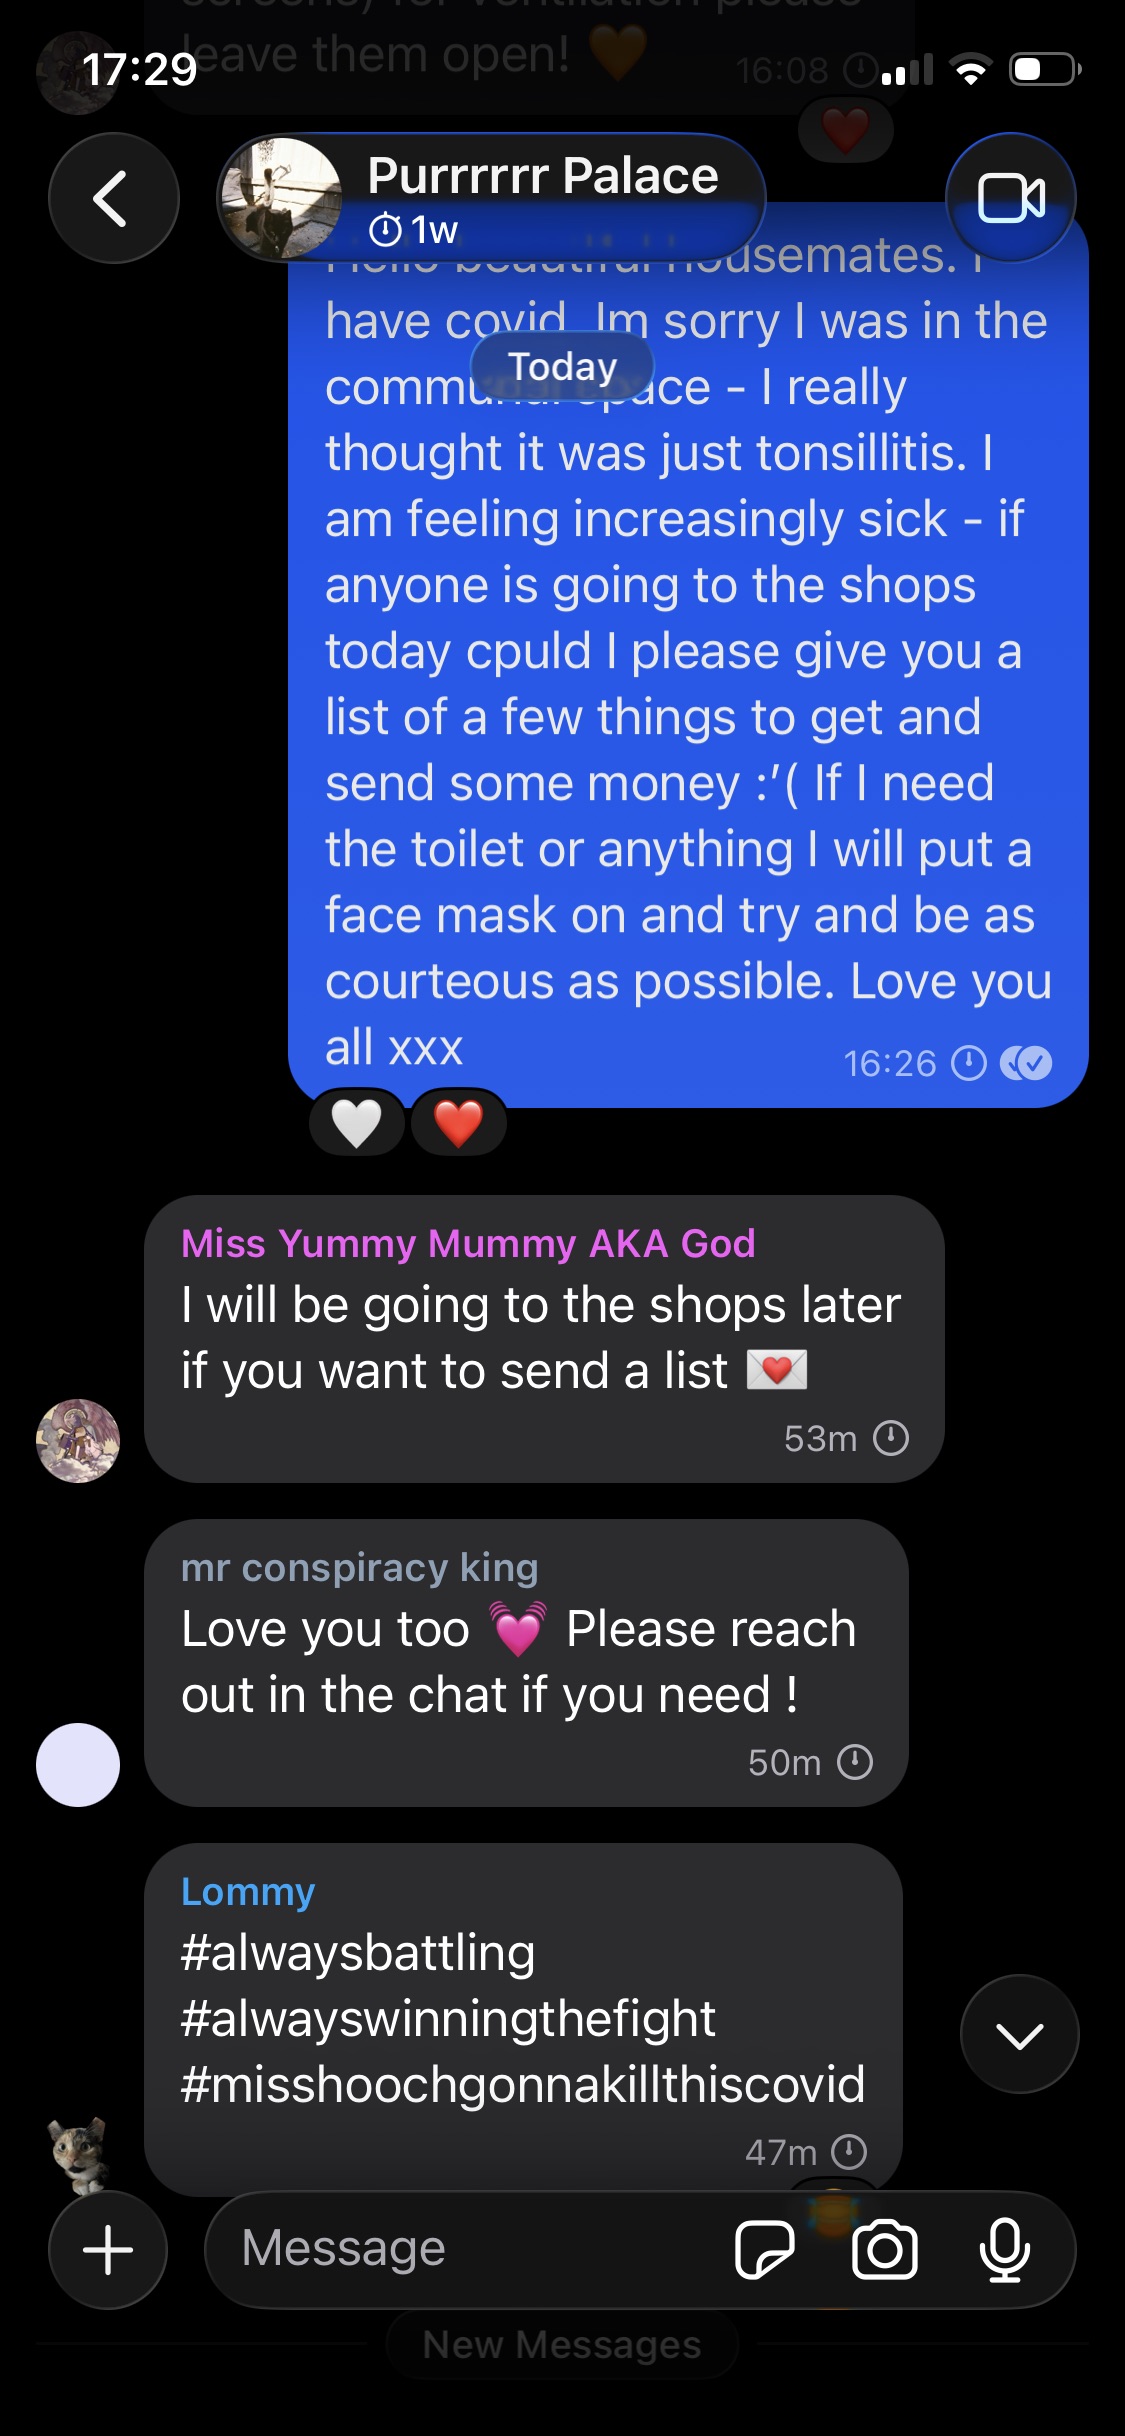 leave them open! 🧡
16:08
17:29
Purrrrrr Palace
1w
Hello beautiful housemates. I
have covid. Im sorry I was in the
Today
communal space - I really
thought it was just tonsillitis. I
am feeling increasingly sick - if
anyone is going to the shops
today cpuld I please give you a
list of a few things to get and
send some money :’( If I need
the toilet or anything I will put a
face mask on and try and be as
courteous as possible. Love you
all xxx
16:26
Miss Yummy Mummy AKA God
I will be going to the shops later
if you want to send a list 💌
53m
mr conspiracy king
Love you too 💓 Please reach
out in the chat if you need !
50m
Lommy
#alwaysbattling
#alwayswinningthefight
#misshoochgonnakillthiscovid
47m
Message
New Messages